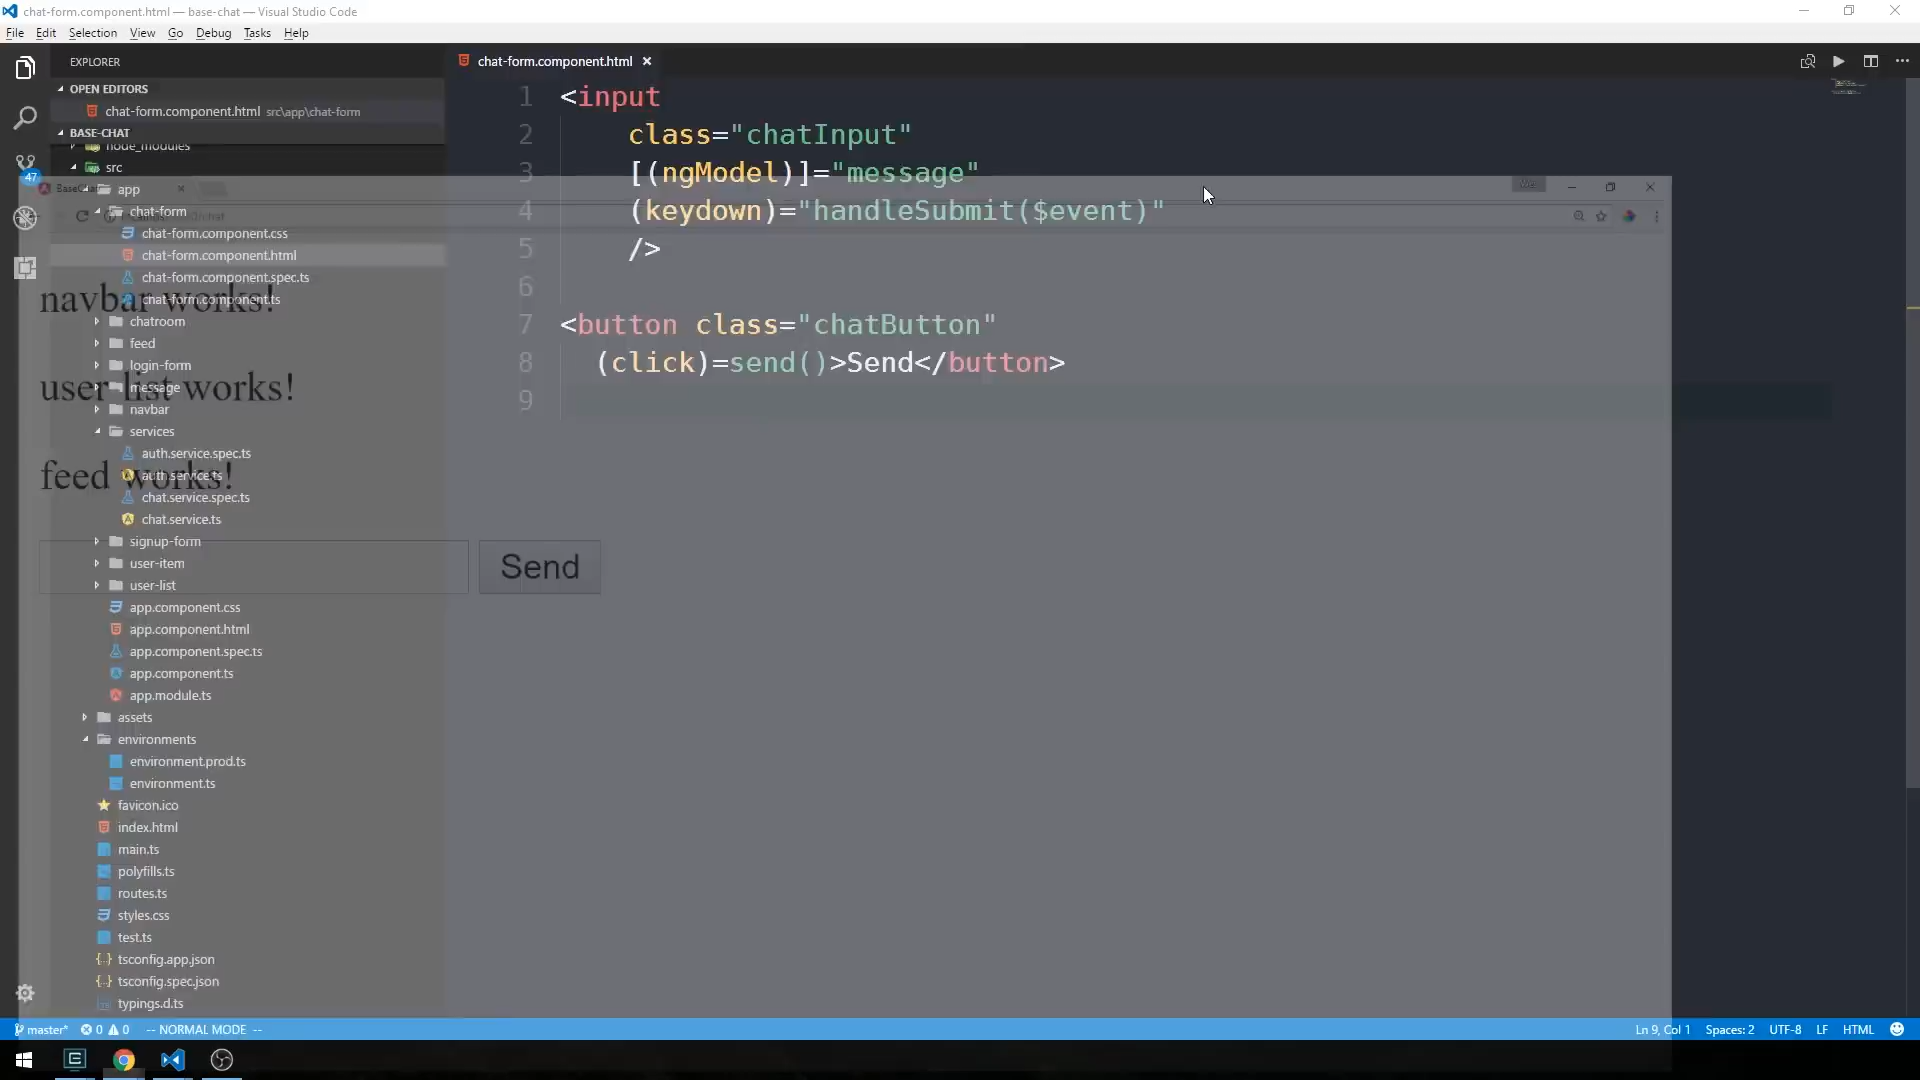 chat-form.component.html — base-chat — Visual Studio Code
File Edit Selection View Go Debug Tasks Help
EXPLORER
OPEN EDITORS
chat-form.component.html src\app\chat-form
BASE-CHAT
node_modules
src
app
chat-form
chat-form.component.css
chat-form.component.html
chat-form.component.spec.ts
chat-form.component.ts
chatroom
feed
login-form
message
navbar
services
auth.service.spec.ts
auth.service.ts
chat.service.spec.ts
chat.service.ts
signup-form
user-item
user-list
app.component.css
app.component.html
app.component.spec.ts
app.component.ts
app.module.ts
assets
environments
environment.prod.ts
environment.ts
favicon.ico
index.html
main.ts
polyfills.ts
routes.ts
styles.css
test.ts
tsconfig.app.json
tsconfig.spec.json
typings.d.ts
47
chat-form.component.html
1 <input
2 class="chatInput"
3 [(ngModel)]="message"
4 (keydown)="handleSubmit($event)"
5 />
6
7 <button class="chatButton"
8 (click)=send()>Send</button>
9
navbar works!
user-list works!
feed works!
Send
master* 0 0 -- NORMAL MODE --
Ln 9, Col 1 Spaces: 2 UTF-8 LF HTML